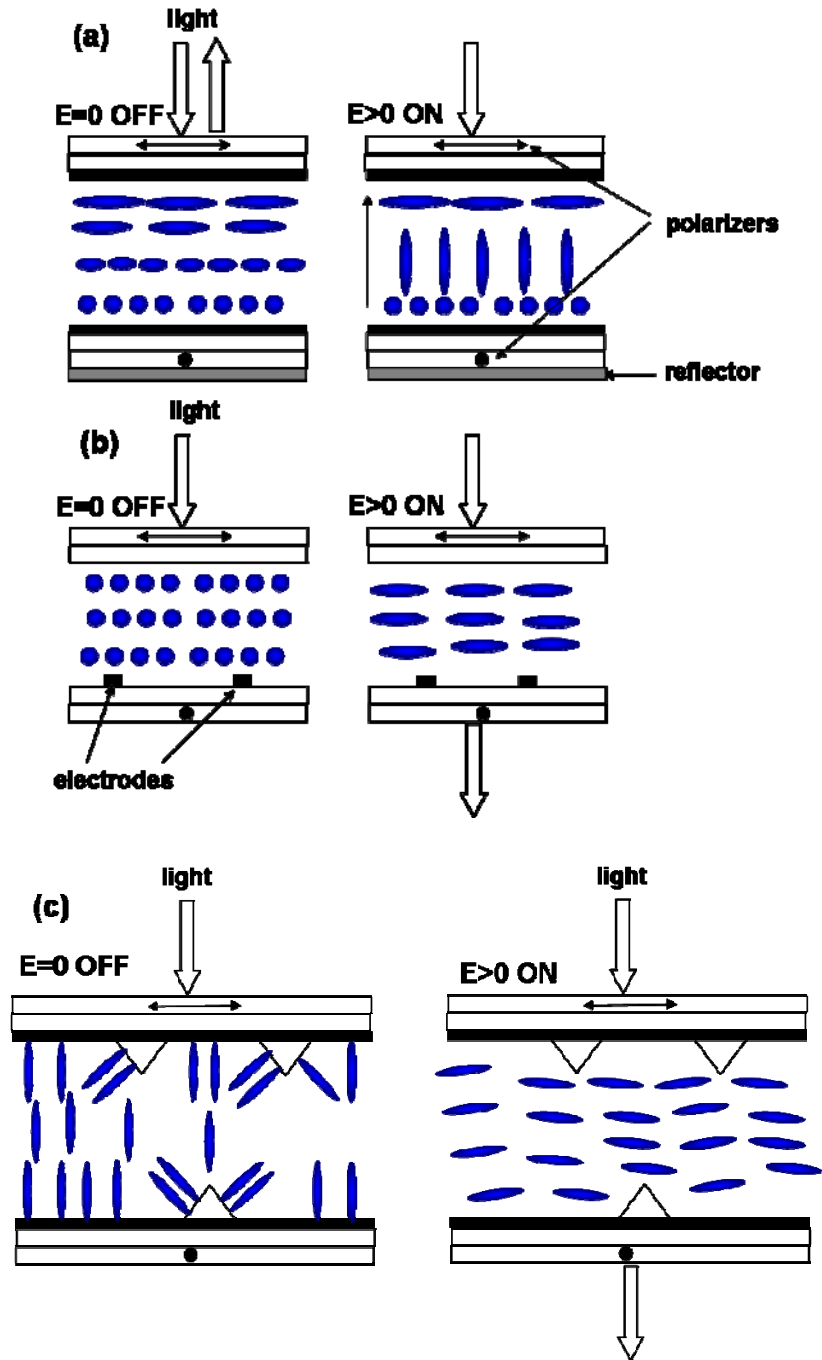 (a)
light
E=0 OFF
E>0 ON
polarizers
reflector
light
(b)
E=0 OFF
E>0 ON
electrodes
light
light
(c)
E=0 OFF
E>0 ON